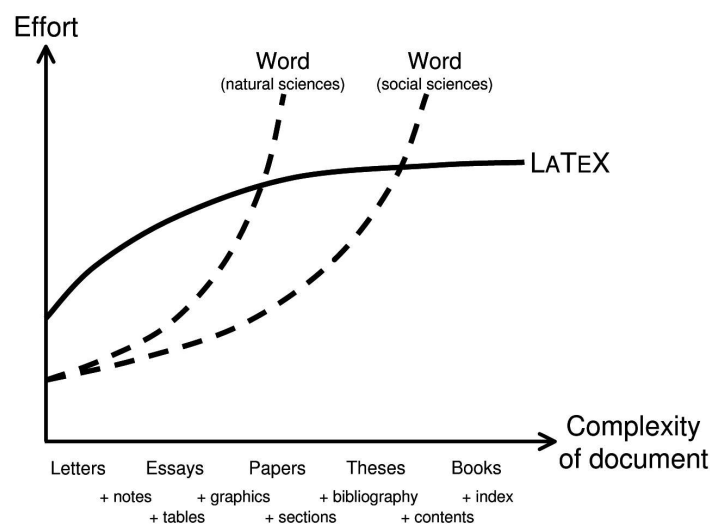 Effort
Word
(natural sciences)
Word
(social sciences)
LATEX
Complexity
of document
Letters Essays Papers Theses Books
+ notes + graphics + bibliography + index
+ tables + sections + contents